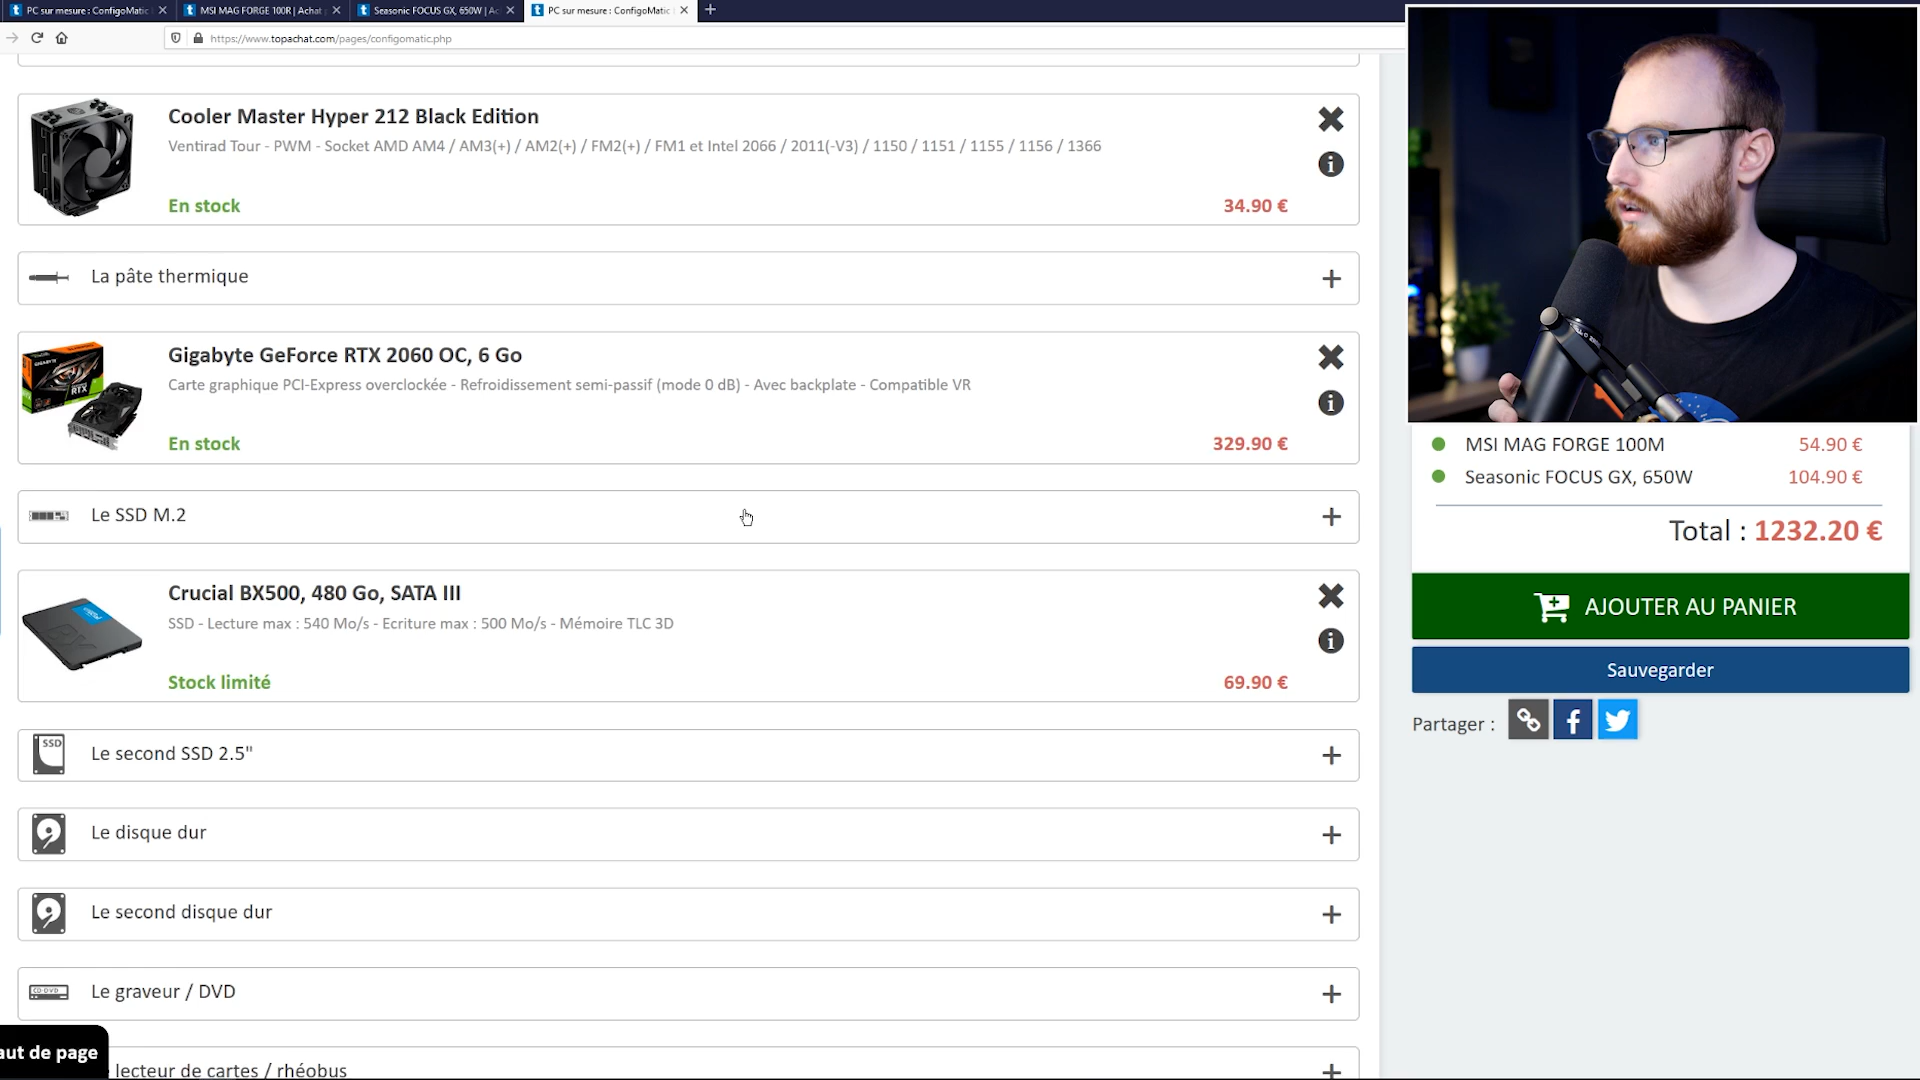 PC sur mesure : ConfigoMatic
MSI MAG FORGE 100R | Achat
Seasonic FOCUS GX, 650W | Ac
PC sur mesure : ConfigoMatic
https://www.topachat.com/pages/configomatic.php
Cooler Master Hyper 212 Black Edition
Ventirad Tour - PWM - Socket AMD AM4 / AM3(+) / AM2(+) / FM2(+) / FM1 et Intel 2066 / 2011(-V3) / 1150 / 1151 / 1155 / 1156 / 1366
En stock
34.90 €
La pâte thermique
Gigabyte GeForce RTX 2060 OC, 6 Go
Carte graphique PCI-Express overclockée - Refroidissement semi-passif (mode 0 dB) - Avec backplate - Compatible VR
En stock
329.90 €
Le SSD M.2
Crucial BX500, 480 Go, SATA III
SSD - Lecture max : 540 Mo/s - Ecriture max : 500 Mo/s - Mémoire TLC 3D
Stock limité
69.90 €
SSD
Le second SSD 2.5"
Le disque dur
Le second disque dur
CD-DVD
Le graveur / DVD
aut de page
lecteur de cartes / rhéobus
MSI MAG FORGE 100M 54.90 €
Seasonic FOCUS GX, 650W 104.90 €
Total : 1232.20 €
AJOUTER AU PANIER
Sauvegarder
Partager :